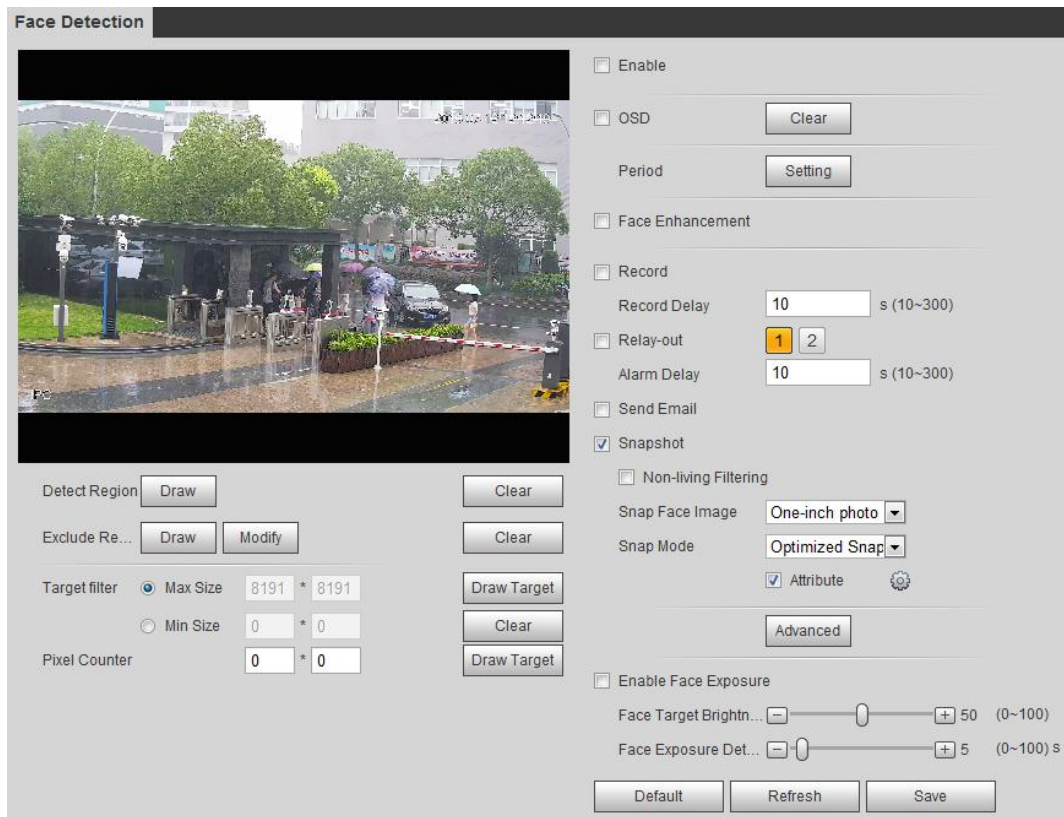 Face Detection
Enable
OSD Clear
Period Setting
Face Enhancement
Record
Record Delay 10 s (10~300)
Relay-out 1 2
Alarm Delay 10 s (10~300)
Send Email
Snapshot
Non-living Filtering
Snap Face Image One-inch photo
Snap Mode Optimized Snap
Attribute
Advanced
Enable Face Exposure
Face Target Brightn... 50 (0~100)
Face Exposure Det... 5 (0~100) s
Default Refresh Save
Detect Region Draw Clear
Exclude Re... Draw Modify Clear
Target filter Max Size 8191 * 8191 Draw Target
Min Size 0 * 0 Clear
Pixel Counter 0 * 0 Draw Target